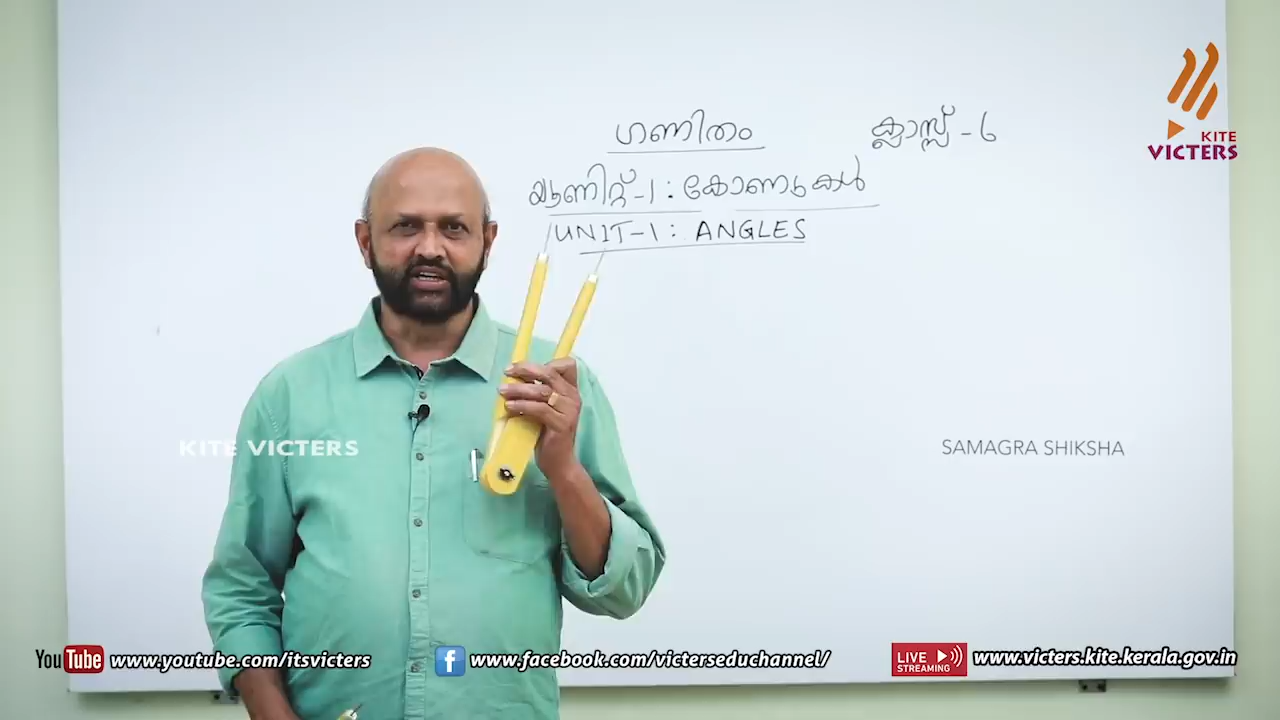 ഗണിതം ക്ലാസ്സ് - 6
യൂണിറ്റ് - 1 : കോണുകൾ
UNIT - 1 : ANGLES
KITE
VICTERS
KITE VICTERS
SAMAGRA SHIKSHA
YouTube www.youtube.com/itsvicters
f www.facebook.com/victerseduchannel/
LIVE STREAMING www.victers.kite.kerala.gov.in